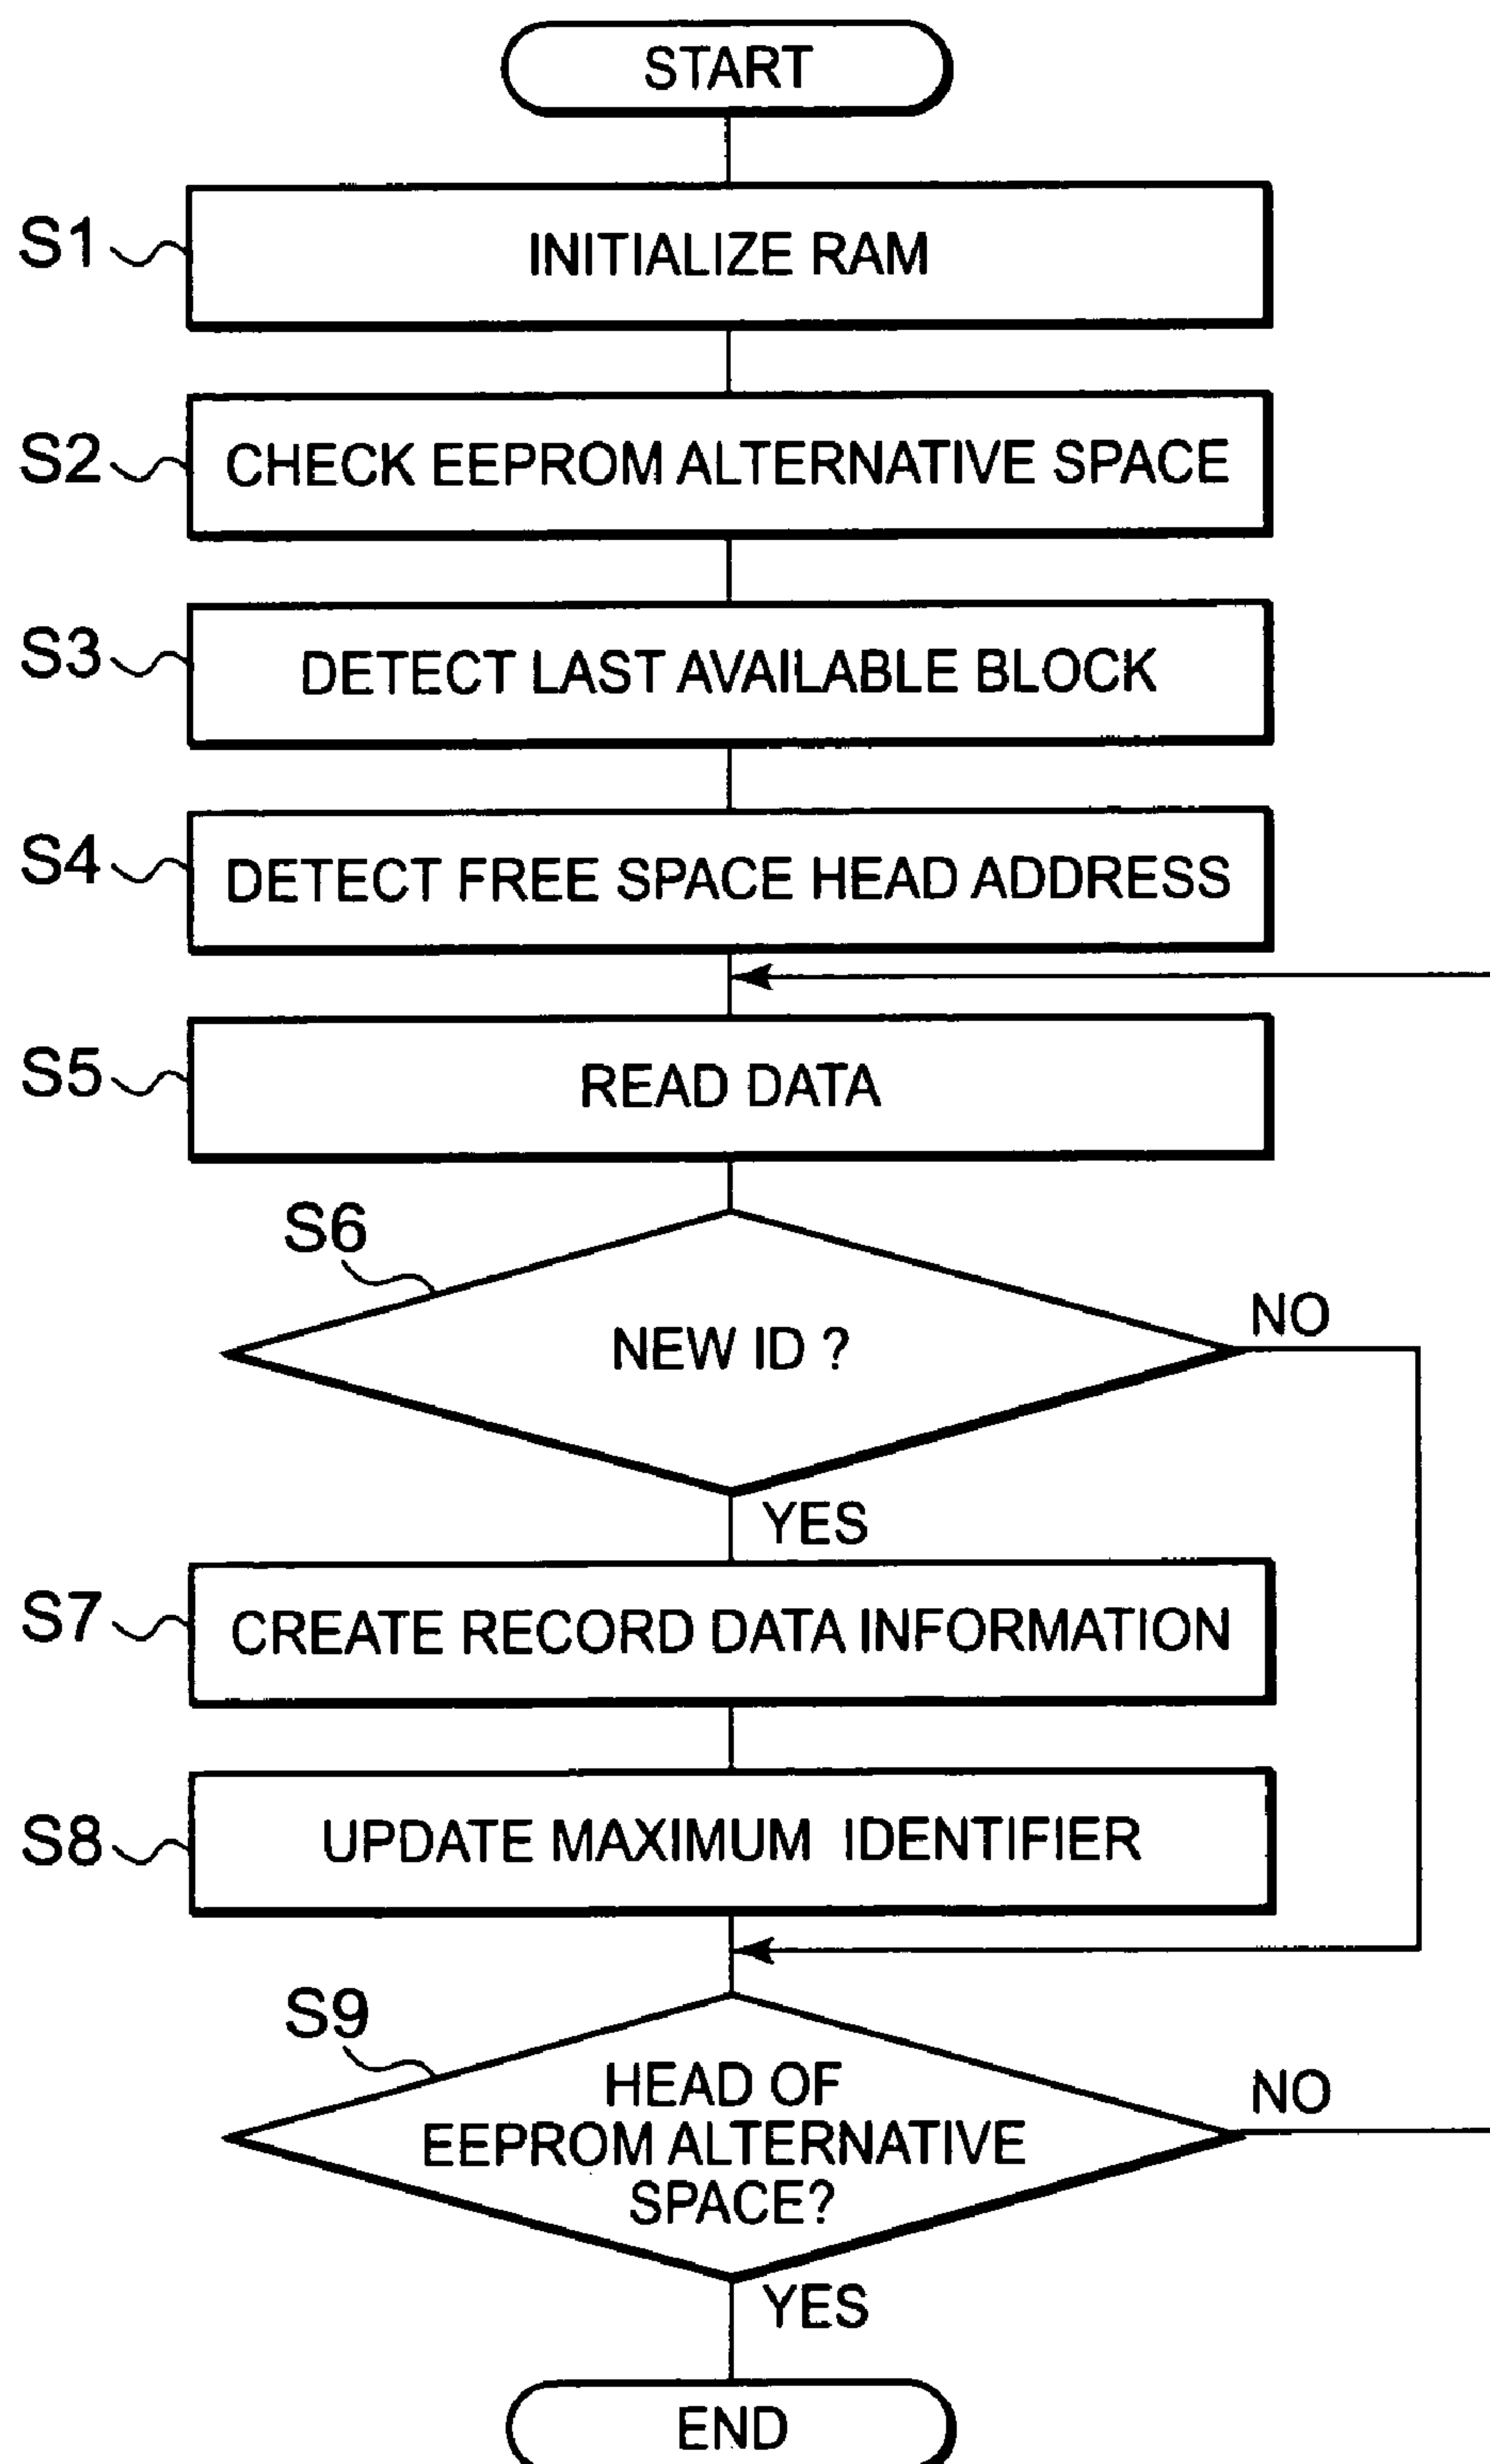 START
S1
INITIALIZE RAM
S2
CHECK EEPROM ALTERNATIVE SPACE
S3
DETECT LAST AVAILABLE BLOCK
S4
DETECT FREE SPACE HEAD ADDRESS
S5
READ DATA
S6
NEW ID ?
NO
YES
S7
CREATE RECORD DATA INFORMATION
S8
UPDATE MAXIMUM IDENTIFIER
S9
HEAD OF
EEPROM ALTERNATIVE
SPACE?
NO
YES
END